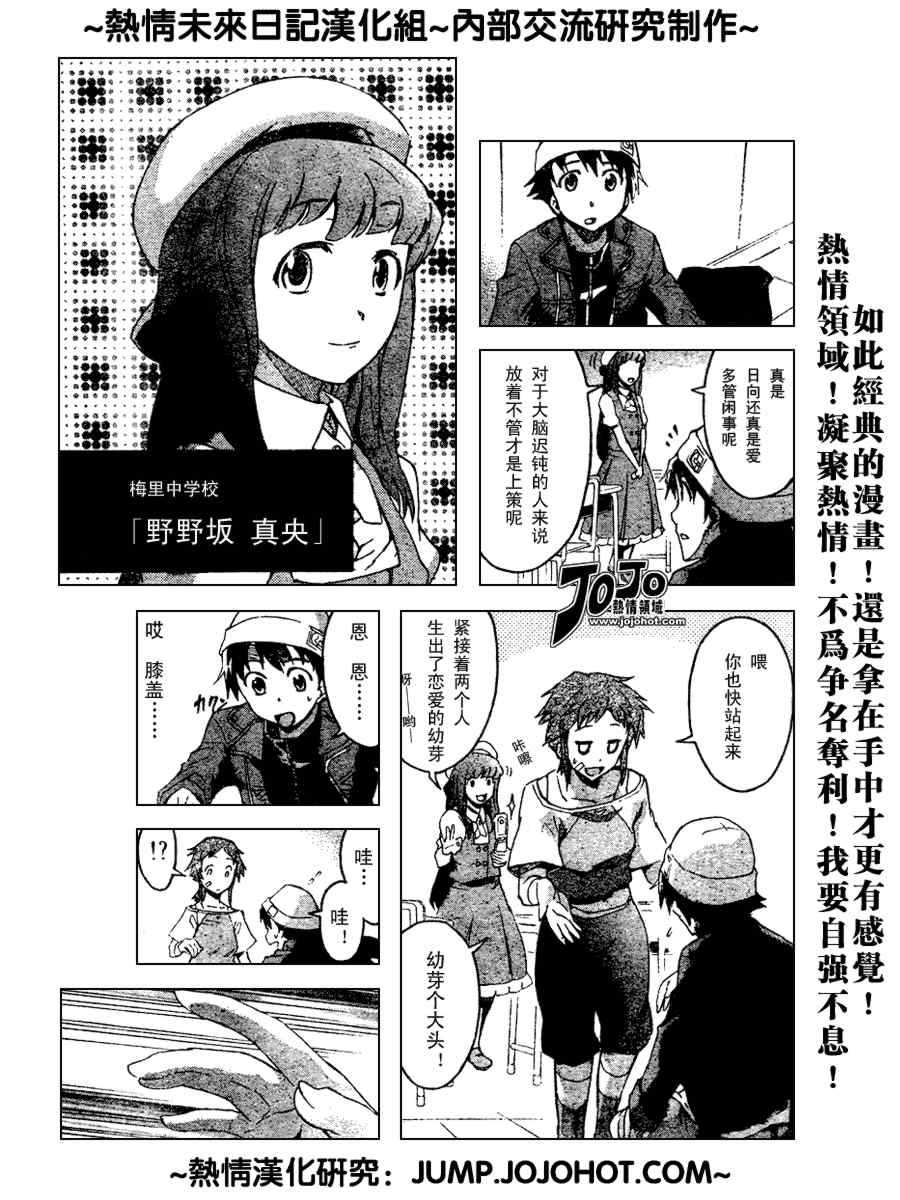 ~熱情未來日記漢化組~內部交流研究制作~
梅里中学校
「野野坂 真央」
真是
日向还真是爱
多管闲事呢
对于大脑迟钝的人来说
放着不管才是上策呢
JOJO
熱情領域
www.jojohot.com
喂
你也快站起来
紧接着两个人
生出了恋爱的幼芽
呀——哟——
咔嚓
幼芽个大头！
恩恩……
哎
膝盖……
ガクン
哇……
哇！
!?
如此經典的漫畫！還是拿在手中才更有感覺！
熱情領域！凝聚熱情！不爲争名奪利！我要自强不息！
~熱情漢化研究：JUMP.JOJOHOT.COM~